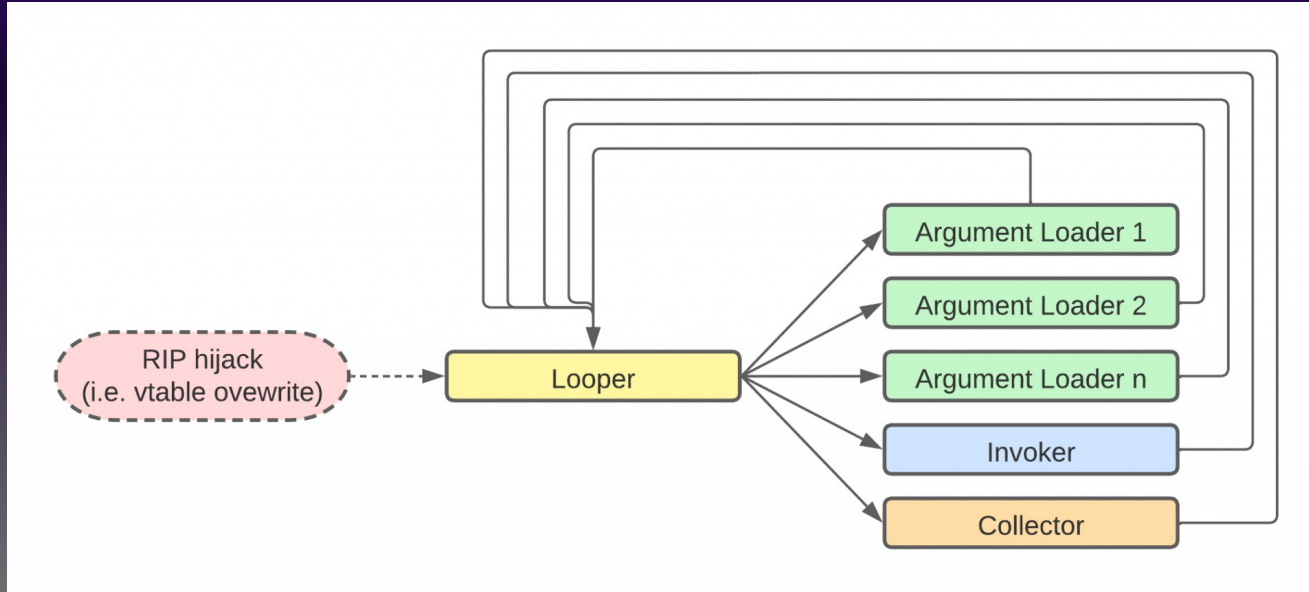 Argument Loader 1
Argument Loader 2
RIP hijack
(i.e. vtable ovewrite)
Looper
Argument Loader n
Invoker
Collector